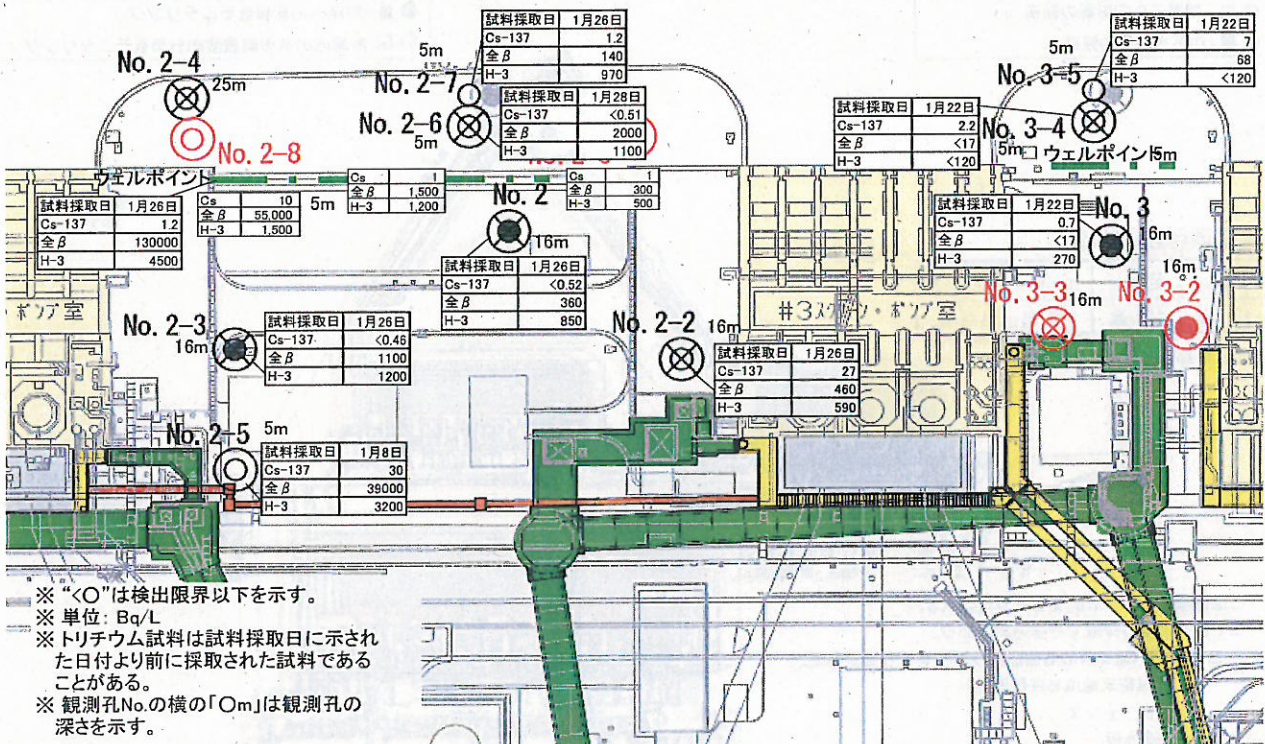 試料採取日 1月26日
Cs-137 1.2
全β 140
H-3 970
試料採取日 1月22日
Cs-137 7
全β 68
H-3 <120
5m
5m
No. 2-4
25m
No. 2-7
No. 3-5
試料採取日 1月28日
Cs-137 <0.51
全β 2000
H-3 1100
試料採取日 1月22日
Cs-137 2.2
全β <17
H-3 <120
No. 2-6
5m
No. 3-4
5m
No. 2-8
ウェルポイント
ウェルポイント
5m
試料採取日 1月26日
Cs-137 1.2
全β 130000
H-3 4500
Cs 10
全β 55,000
H-3 1,500
5m
Cs 1
全β 1,500
H-3 1,200
Cs 1
全β 300
H-3 500
No. 2
16m
試料採取日 1月22日
Cs-137 0.7
全β <17
H-3 270
No. 3
16m
試料採取日 1月26日
Cs-137 <0.52
全β 360
H-3 850
16m
No. 3-3
16m
No. 3-2
ポンプ室
#3スクリーン・ポンプ室
No. 2-3
16m
試料採取日 1月26日
Cs-137 <0.46
全β 1100
H-3 1200
No. 2-2
16m
試料採取日 1月26日
Cs-137 27
全β 460
H-3 590
No. 2-5
5m
試料採取日 1月8日
Cs-137 30
全β 39000
H-3 3200
※ “<○”は検出限界以下を示す。
※ 単位: Bq/L
※ トリチウム試料は試料採取日に示され
た日付より前に採取された試料である
ことがある。
※ 観測孔No.の横の「○m」は観測孔の
深さを示す。